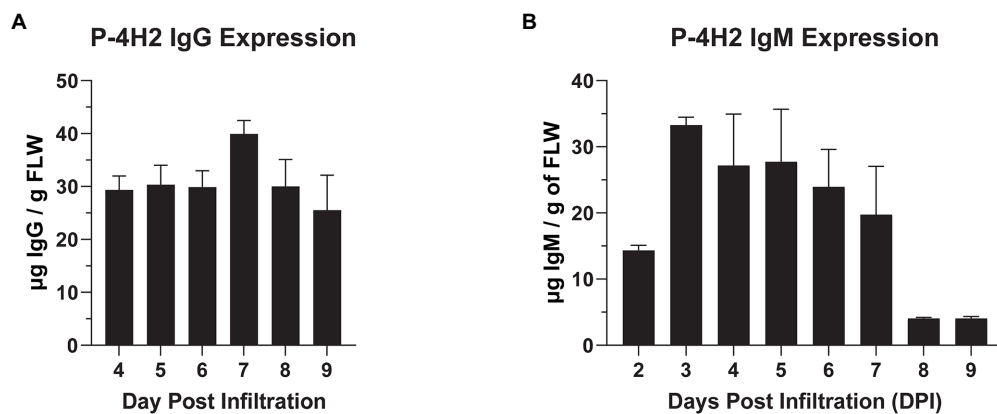 A
P-4H2 IgG Expression
µg IgG / g FLW
50
40
30
20
10
0
4 5 6 7 8 9
Day Post Infiltration
B
P-4H2 IgM Expression
µg IgM / g of FLW
40
30
20
10
0
2 3 4 5 6 7 8 9
Days Post Infiltration (DPI)